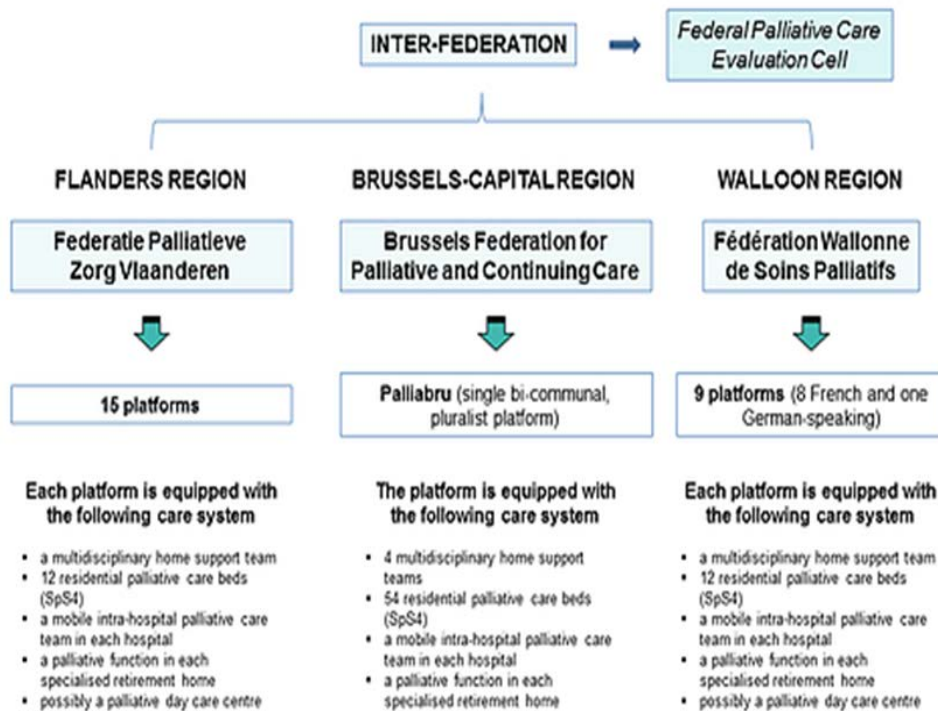 INTER-FEDERATION
Federal Palliative Care
Evaluation Cell
FLANDERS REGION
Federatie Palliatieve
Zorg Vlaanderen
15 platforms
Each platform is equipped with
the following care system
▪ a multidisciplinary home support team
▪ 12 residential palliative care beds
(SpS4)
▪ a mobile intra-hospital palliative care
team in each hospital
▪ a palliative function in each
specialised retirement home
▪ possibly a palliative day care centre
BRUSSELS-CAPITAL REGION
Brussels Federation for
Palliative and Continuing Care
Palliabru (single bi-communal,
pluralist platform)
The platform is equipped with
the following care system
▪ 4 multidisciplinary home support
teams
▪ 54 residential palliative care beds
(SpS4)
▪ a mobile intra-hospital palliative care
team in each hospital
▪ a palliative function in each
specialised retirement home
WALLOON REGION
Fédération Wallonne
de Soins Palliatifs
9 platforms (8 French and one
German-speaking)
Each platform is equipped with
the following care system
▪ a multidisciplinary home support team
▪ 12 residential palliative care beds
(SpS4)
▪ a mobile intra-hospital palliative care
team in each hospital
▪ a palliative function in each
specialised retirement home
▪ possibly a palliative day care centre